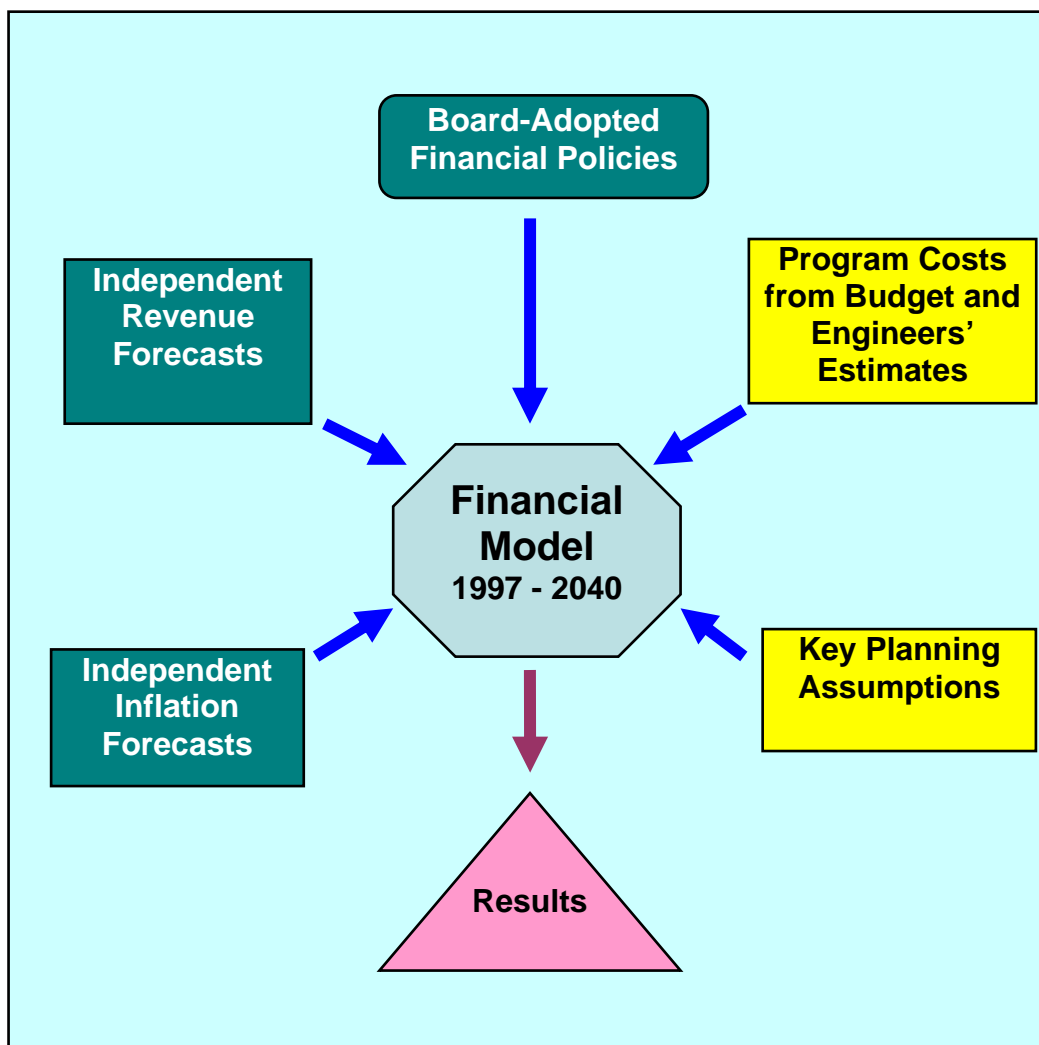 Board-Adopted
Financial Policies
Independent
Revenue
Forecasts
Program Costs
from Budget and
Engineers’
Estimates
Financial
Model
1997 - 2040
Independent
Inflation
Forecasts
Key Planning
Assumptions
Results